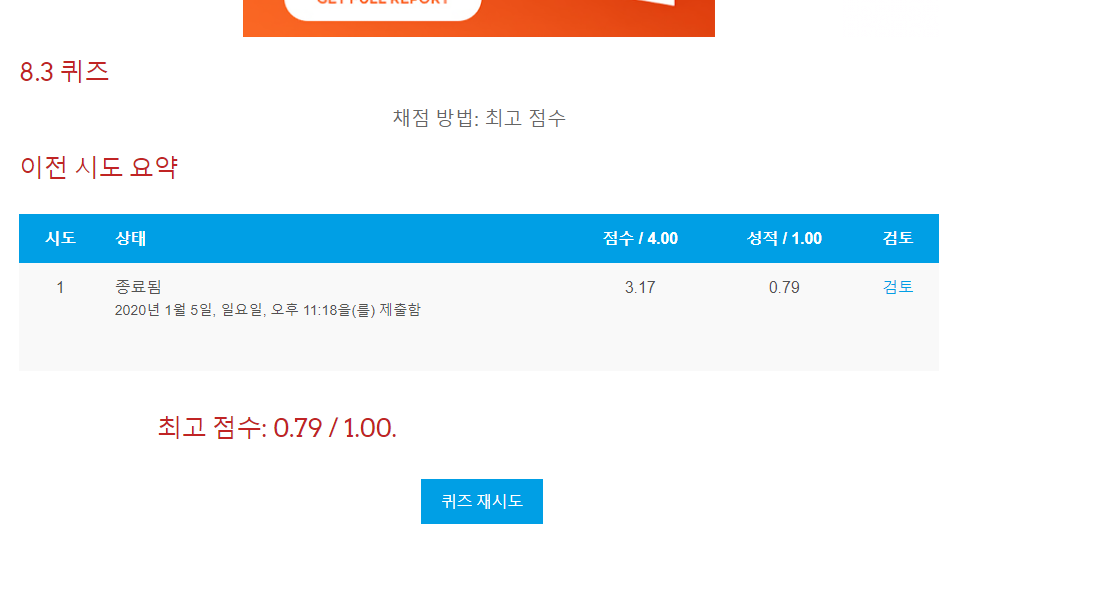 GET FULL REPORT
8.3 퀴즈
채점 방법: 최고 점수
이전 시도 요약
시도 상태 점수 / 4.00 성적 / 1.00 검토
1 종료됨 3.17 0.79 검토
2020년 1월 5일, 일요일, 오후 11:18을(를) 제출함
최고 점수: 0.79 / 1.00.
퀴즈 재시도